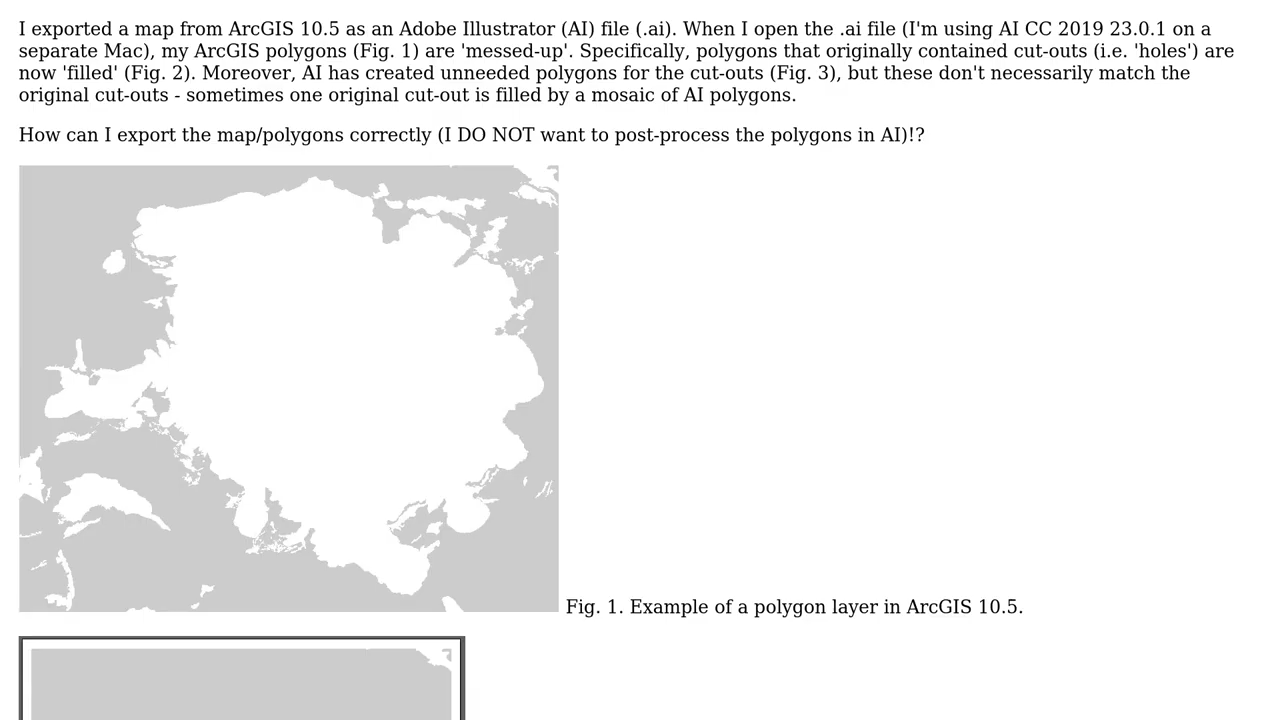 I exported a map from ArcGIS 10.5 as an Adobe Illustrator (AI) file (.ai). When I open the .ai file (I'm using AI CC 2019 23.0.1 on a
separate Mac), my ArcGIS polygons (Fig. 1) are 'messed-up'. Specifically, polygons that originally contained cut-outs (i.e. 'holes') are
now 'filled' (Fig. 2). Moreover, AI has created unneeded polygons for the cut-outs (Fig. 3), but these don't necessarily match the
original cut-outs - sometimes one original cut-out is filled by a mosaic of AI polygons.
How can I export the map/polygons correctly (I DO NOT want to post-process the polygons in AI)!?
Fig. 1. Example of a polygon layer in ArcGIS 10.5.